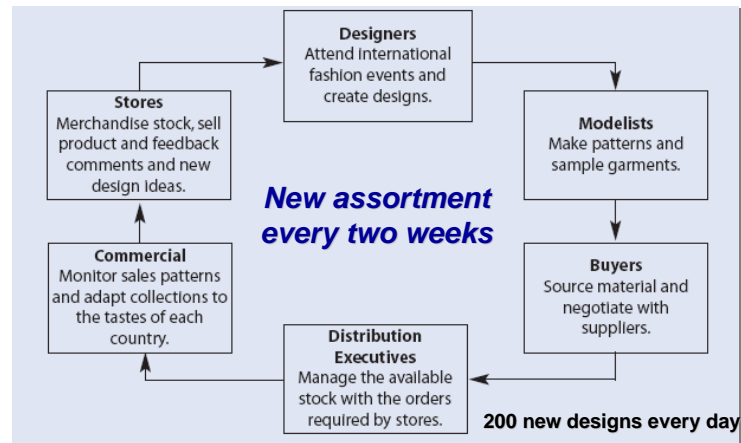 Designers
Attend international
fashion events and
create designs.
Stores
Merchandise stock, sell
product and feedback
comments and new
design ideas.
Modelists
Make patterns and
sample garments.
New assortment
every two weeks
Commercial
Monitor sales patterns
and adapt collections to
the tastes of each
country.
Buyers
Source material and
negotiate with
suppliers.
Distribution
Executives
Manage the available
stock with the orders
required by stores.
200 new designs every day